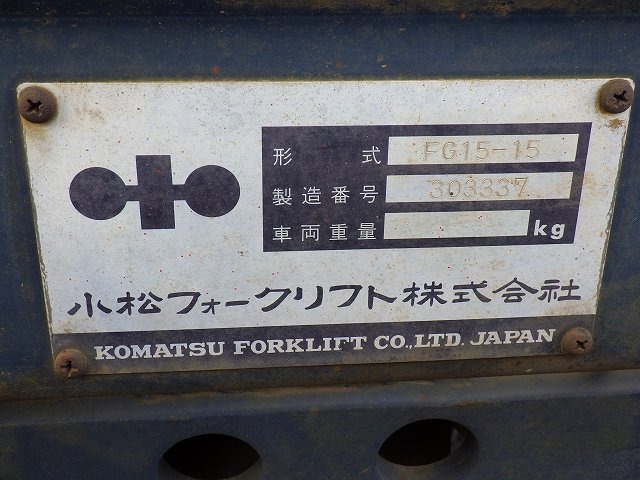 形式 FG15-15
製造番号 303337
車両重量 kg
小松フォークリフト株式会社
KOMATSU FORKLIFT CO.,LTD. JAPAN